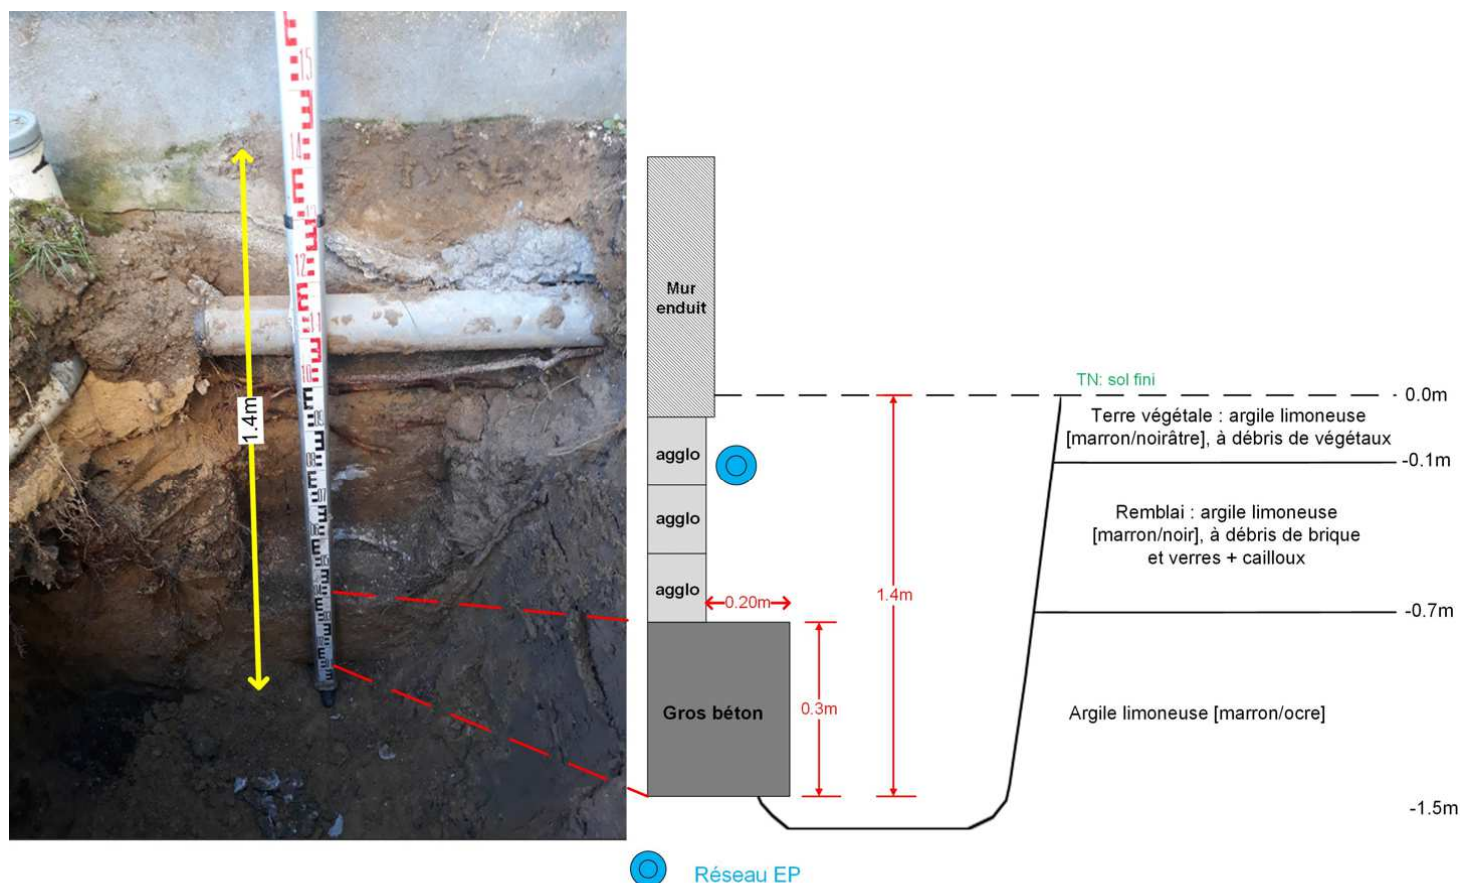 15
12
1.4m
Mur
enduit
TN: sol fini
0.0m
Terre végétale : argile limoneuse
[marron/noirâtre], à débris de végétaux
-0.1m
agglo
agglo
agglo
Remblai : argile limoneuse
[marron/noir], à débris de brique
et verres + cailloux
0.20m
1.4m
-0.7m
Gros béton
0.3m
Argile limoneuse [marron/ocre]
-1.5m
Réseau EP